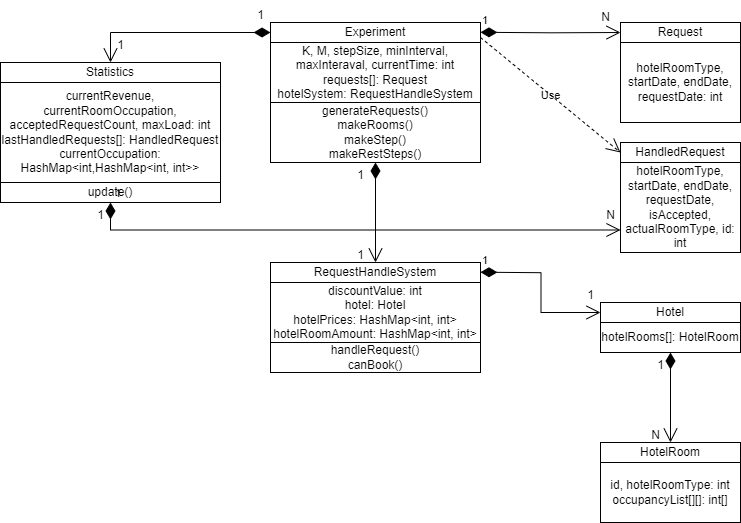 1
Experiment
1
N
Request
K, M, stepSize, minInterval,
maxInteraval, currentTime: int
requests[]: Request
hotelSystem: RequestHandleSystem
generateRequests()
makeRooms()
makeStep()
makeRestSteps()
hotelRoomType,
startDate, endDate,
requestDate: int
1
Statistics
currentRevenue,
currentRoomOccupation,
acceptedRequestCount, maxLoad: int
lastHandledRequests[]: HandledRequest
currentOccupation:
HashMap<int,HashMap<int, int>>
update()
Use
HandledRequest
hotelRoomType,
startDate, endDate,
requestDate,
isAccepted,
actualRoomType, id:
int
1
1
N
1
RequestHandleSystem
1
discountValue: int
hotel: Hotel
hotelPrices: HashMap<int, int>
hotelRoomAmount: HashMap<int, int>
handleRequest()
canBook()
1
Hotel
hotelRooms[]: HotelRoom
1
N
HotelRoom
id, hotelRoomType: int
occupancyList[][]: int[]